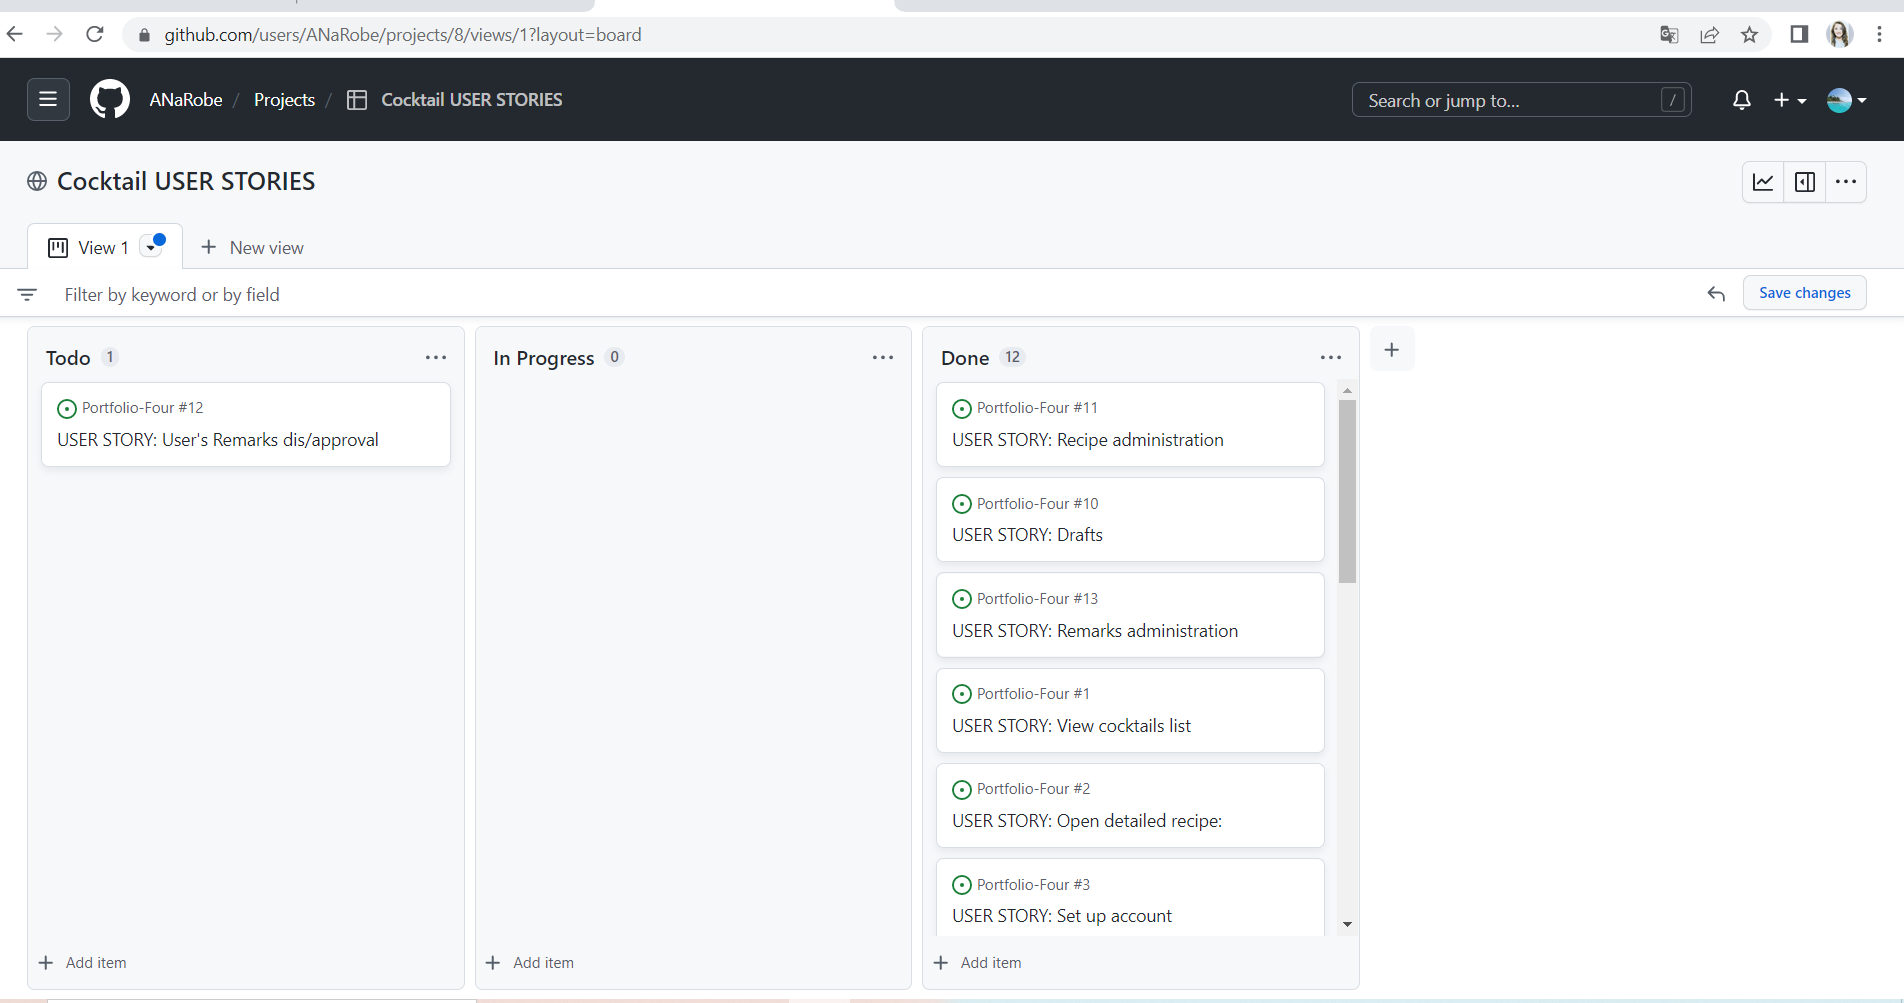 github.com/users/ANaRobe/projects/8/views/1?layout=board
ANaRobe / Projects / Cocktail USER STORIES
Search or jump to... /
Cocktail USER STORIES
View 1
New view
Filter by keyword or by field
Save changes
Todo 1
Portfolio-Four #12
USER STORY: User's Remarks dis/approval
Add item
In Progress 0
Add item
Done 12
Portfolio-Four #11
USER STORY: Recipe administration
Portfolio-Four #10
USER STORY: Drafts
Portfolio-Four #13
USER STORY: Remarks administration
Portfolio-Four #1
USER STORY: View cocktails list
Portfolio-Four #2
USER STORY: Open detailed recipe:
Portfolio-Four #3
USER STORY: Set up account
Add item